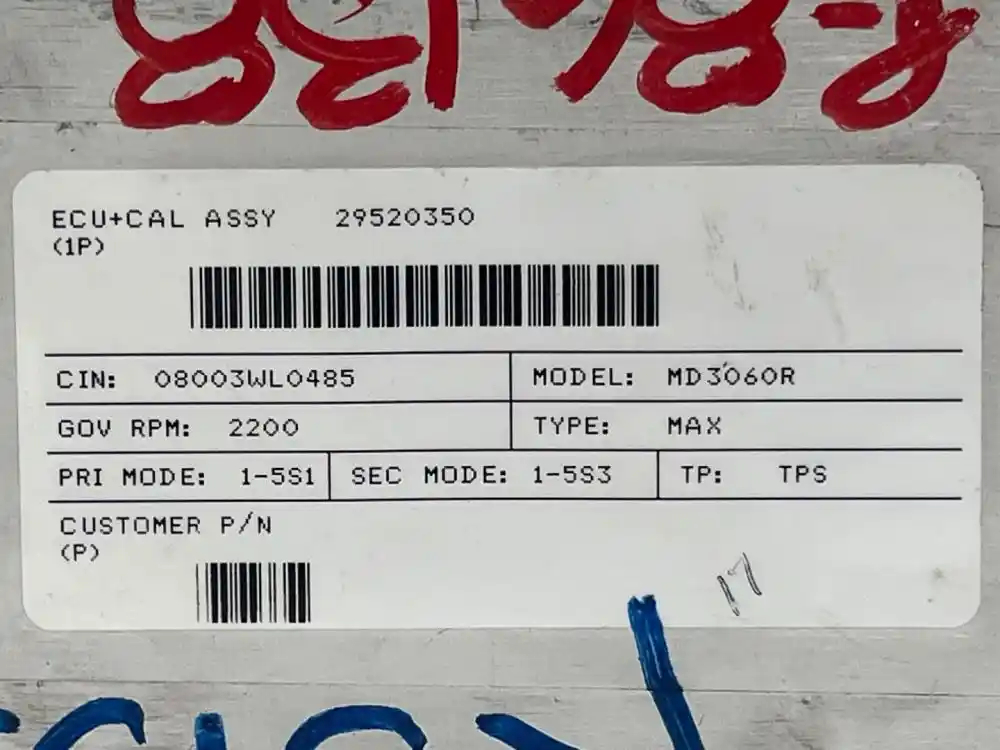 ECU+CAL ASSY 29520350
(1P)
CIN: 08003WL0485 MODEL: MD3060R
GOV RPM: 2200 TYPE: MAX
PRI MODE: 1-5S1 SEC MODE: 1-5S3 TP: TPS
CUSTOMER P/N
(P)
17